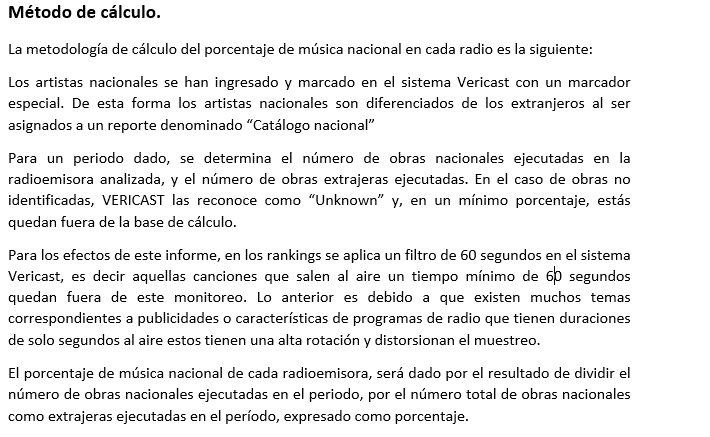 Método de cálculo.
La metodología de cálculo del porcentaje de música nacional en cada radio es la siguiente:
Los artistas nacionales se han ingresado y marcado en el sistema Vericast con un marcador
especial. De esta forma los artistas nacionales son diferenciados de los extranjeros al ser
asignados a un reporte denominado “Catálogo nacional”
Para un periodo dado, se determina el número de obras nacionales ejecutadas en la
radioemisora analizada, y el número de obras extrajeras ejecutadas. En el caso de obras no
identificadas, VERICAST las reconoce como “Unknown” y, en un mínimo porcentaje, estás
quedan fuera de la base de cálculo.
Para los efectos de este informe, en los rankings se aplica un filtro de 60 segundos en el sistema
Vericast, es decir aquellas canciones que salen al aire un tiempo mínimo de 60 segundos
quedan fuera de este monitoreo. Lo anterior es debido a que existen muchos temas
correspondientes a publicidades o características de programas de radio que tienen duraciones
de solo segundos al aire estos tienen una alta rotación y distorsionan el muestreo.
El porcentaje de música nacional de cada radioemisora, será dado por el resultado de dividir el
número de obras nacionales ejecutadas en el periodo, por el número total de obras nacionales
como extrajeras ejecutadas en el período, expresado como porcentaje.